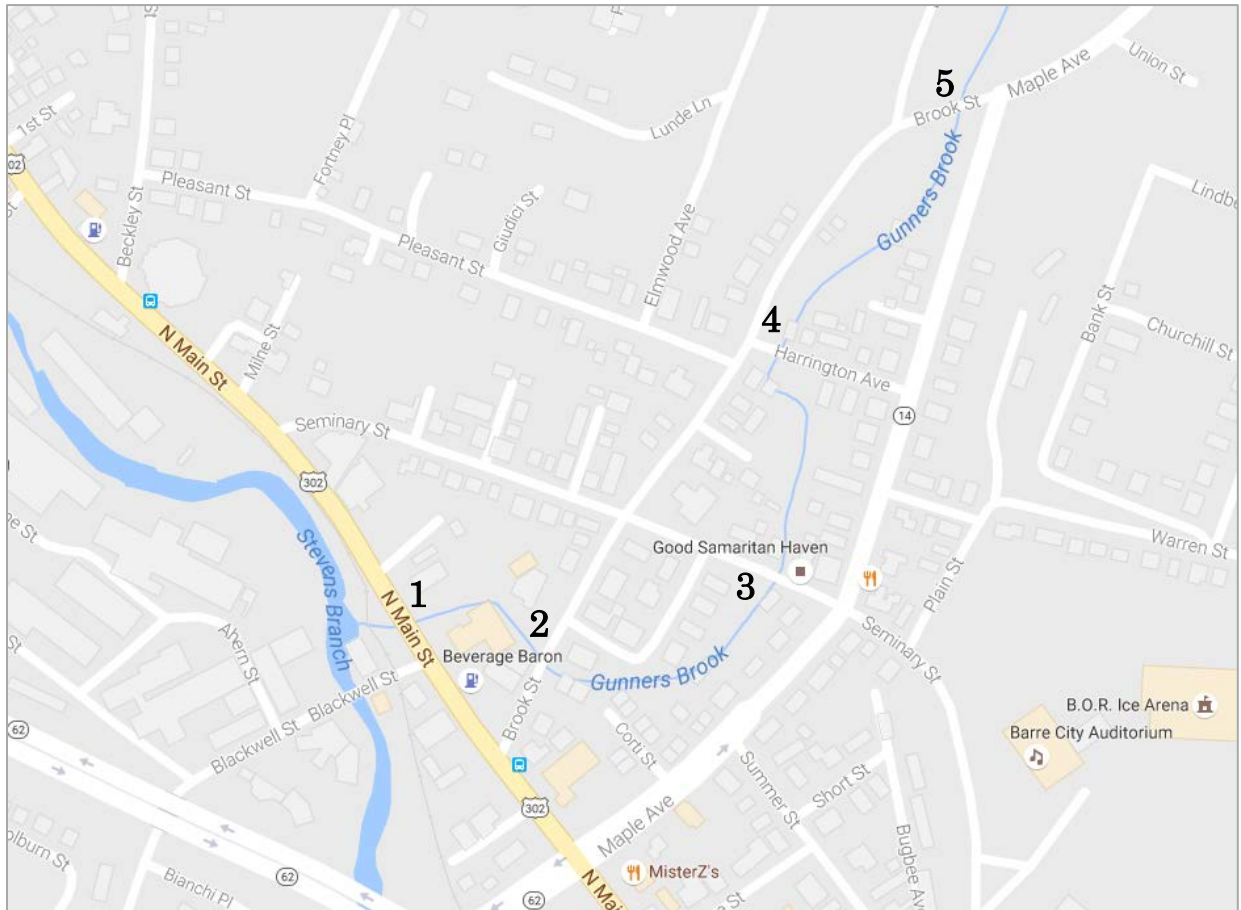 St
5
Maple Ave
Union St
Brook St
1st St
02
Fortney Pl
Lunde Ln
Gunners Brook
Pleasant St
Beckley St
Giudici St
Pleasant St
Elmwood Ave
Bank St
Churchill St
N Main St
Milne St
4
Harrington Ave
14
Seminary St
302
Warren St
Stevens Branch
Good Samaritan Haven
1
N Main St
2
3
Plain St
Seminary St
Beverage Baron
Gunners Brook
Ahern St
Blackwell St
Blackwell St
Brook St
Corti St
B.O.R. Ice Arena
Barre City Auditorium
62
Summer St
Short St
302
Maple Ave
MisterZ's
Bianchi Pl
62
62
N Mai
St